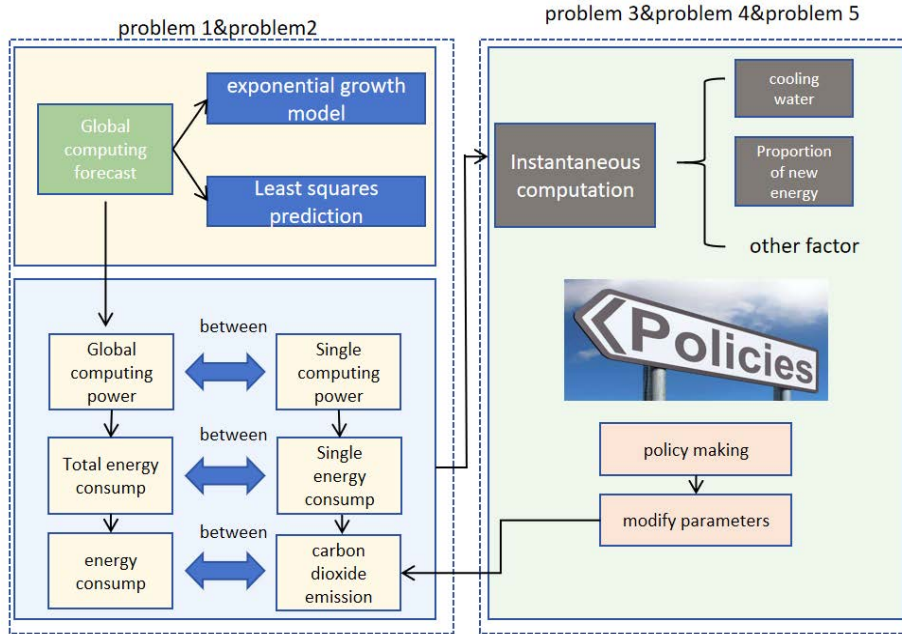 problem 1&problem2
problem 3&problem 4&problem 5
Global
computing
forecast
exponential growth
model
Least squares
prediction
between
Global
computing
power
Single
computing
power
between
Total energy
consump
Single
energy
consump
between
energy
consump
carbon
dioxide
emission
Instantaneous
computation
cooling
water
Proportion
of new
energy
other factor
Policies
policy making
modify parameters